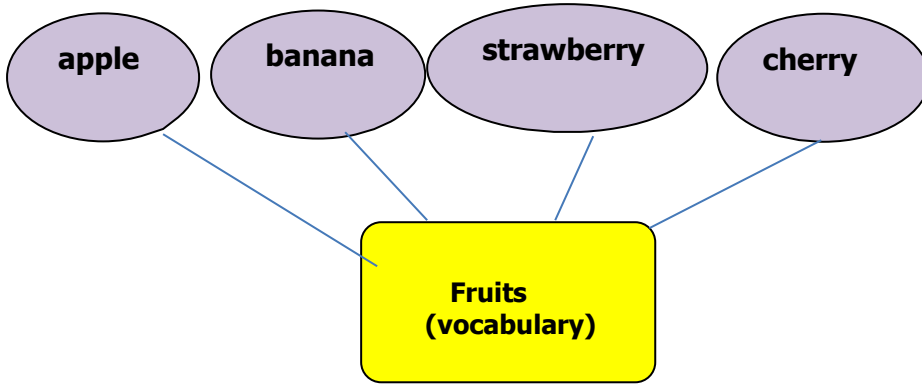 apple
banana
strawberry
cherry
Fruits
(vocabulary)